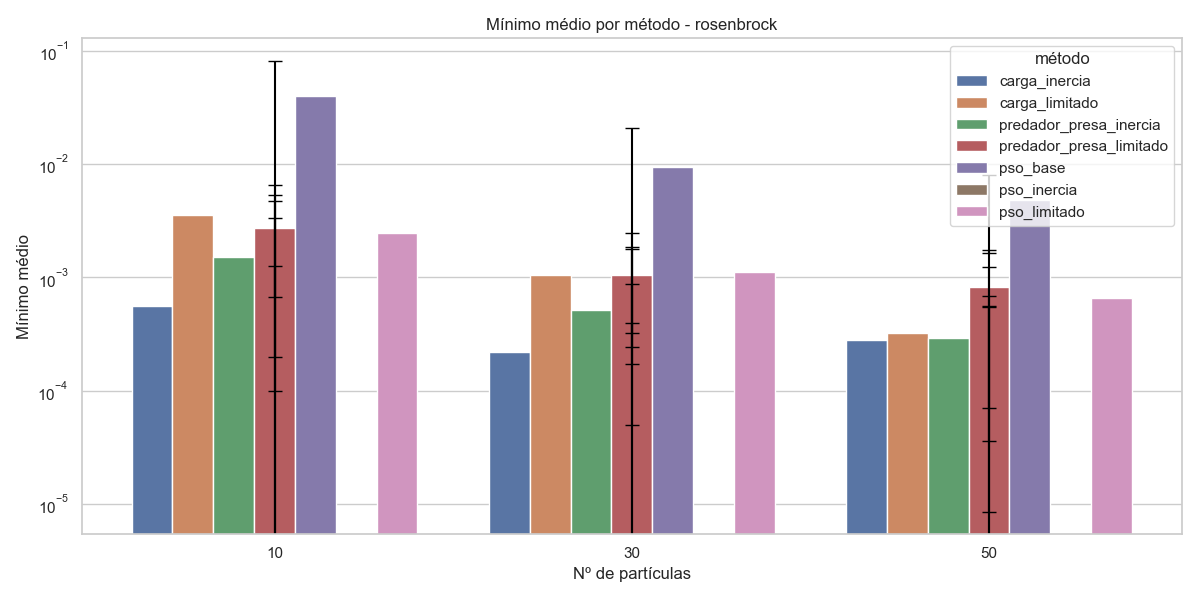 Mínimo médio por método - rosenbrock
Mínimo médio
10⁻¹
10⁻²
10⁻³
10⁻⁴
10⁻⁵
método
carga_inercia
carga_limitado
predador_presa_inercia
predador_presa_limitado
pso_base
pso_inercia
pso_limitado
10 30 50
Nº de partículas